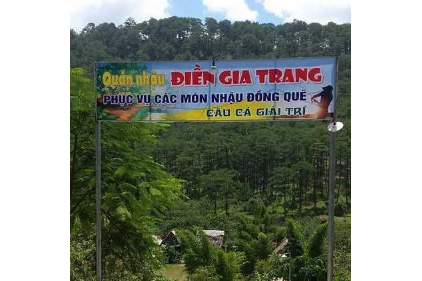 Quán nhậu ĐIỀN GIA TRANG
PHỤC VỤ CÁC MÓN NHẬU ĐỒNG QUÊ
CÂU CÁ GIẢI TRÍ